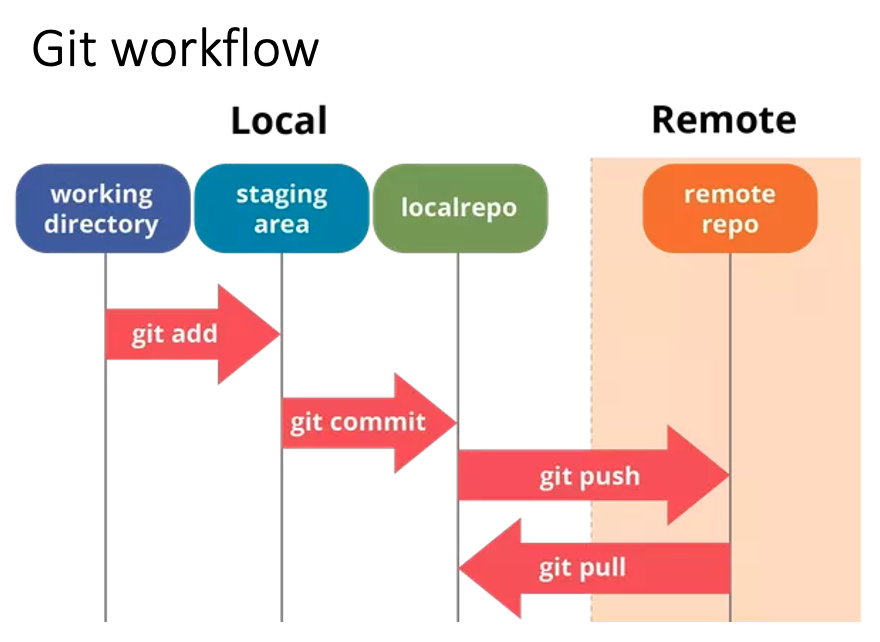 Git workflow
Local
Remote
working
directory
staging
area
localrepo
remote
repo
git add
git commit
git push
git pull